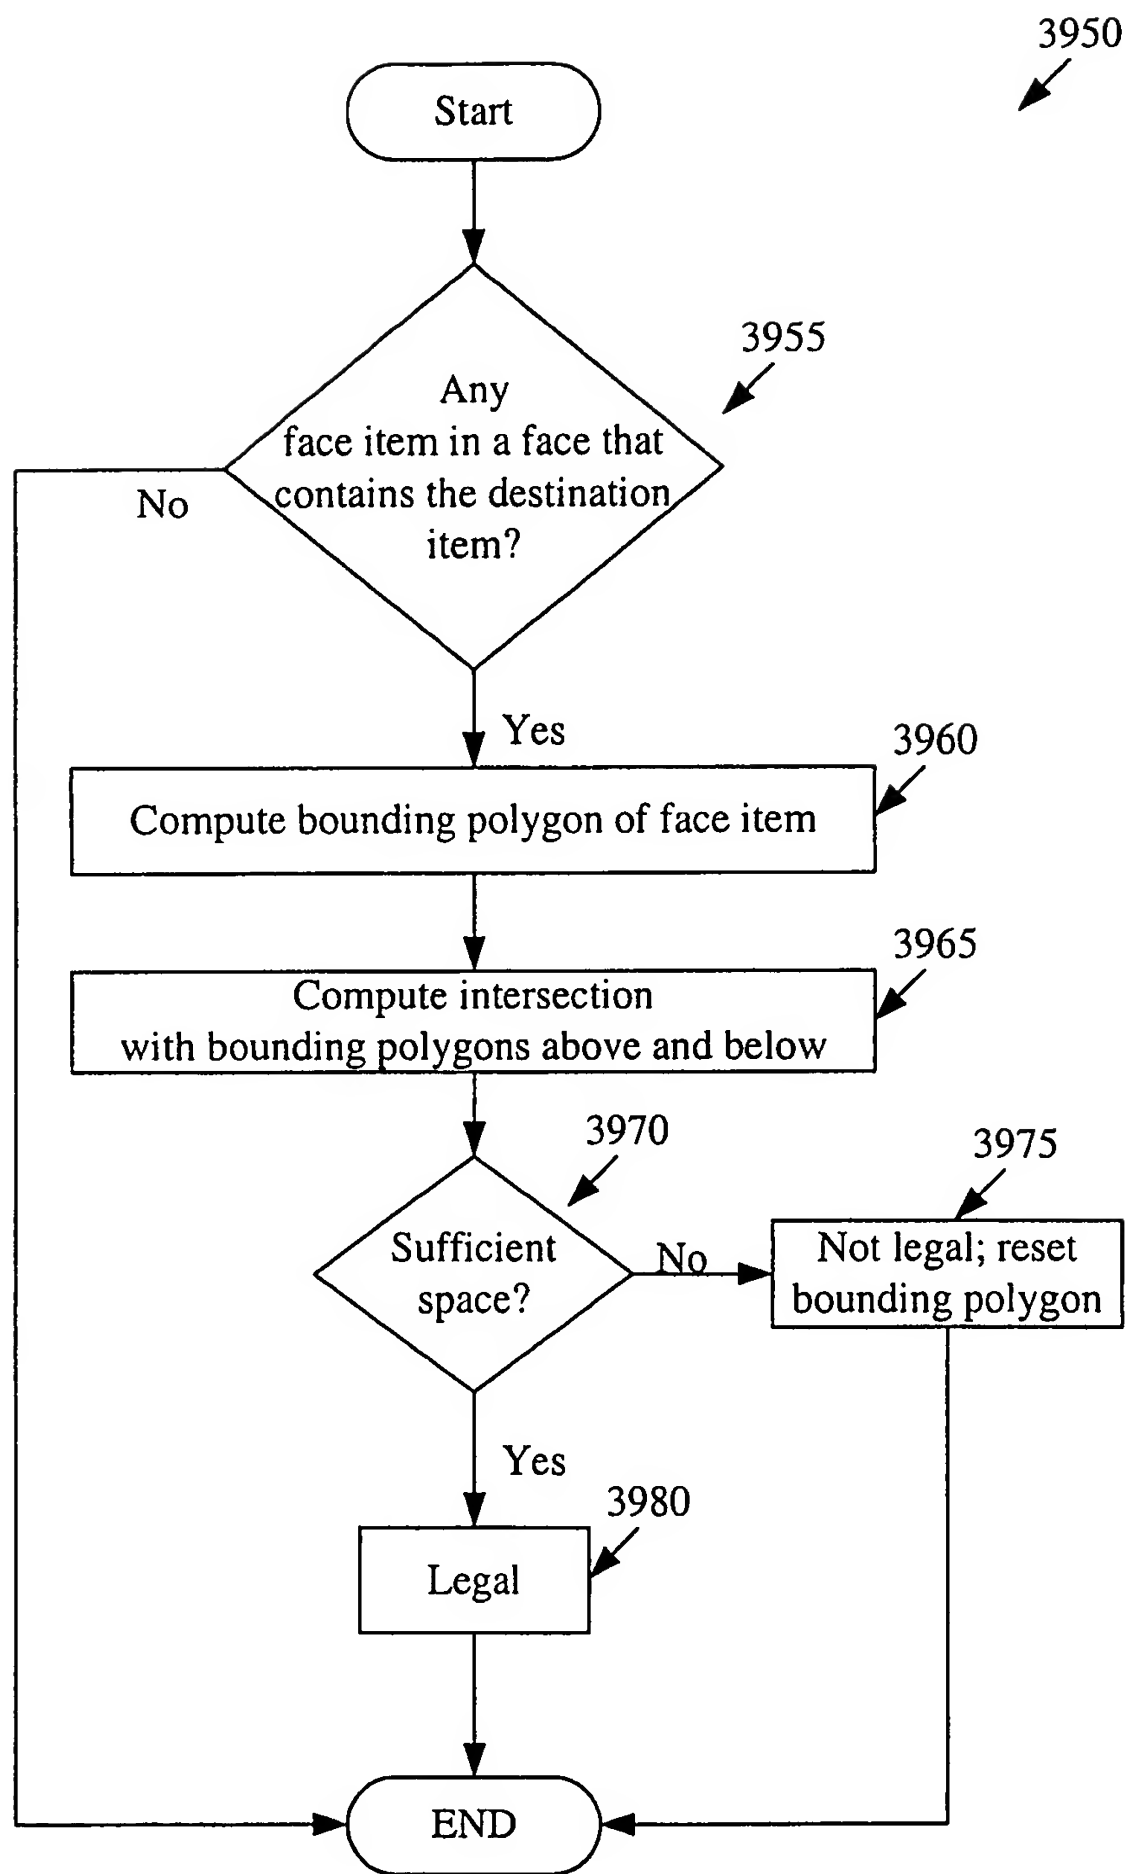 3950
Start
3955
Any
face item in a face that
contains the destination
item?
No
Yes
3960
Compute bounding polygon of face item
3965
Compute intersection
with bounding polygons above and below
3970
3975
Sufficient
space?
No
Not legal; reset
bounding polygon
Yes
3980
Legal
END